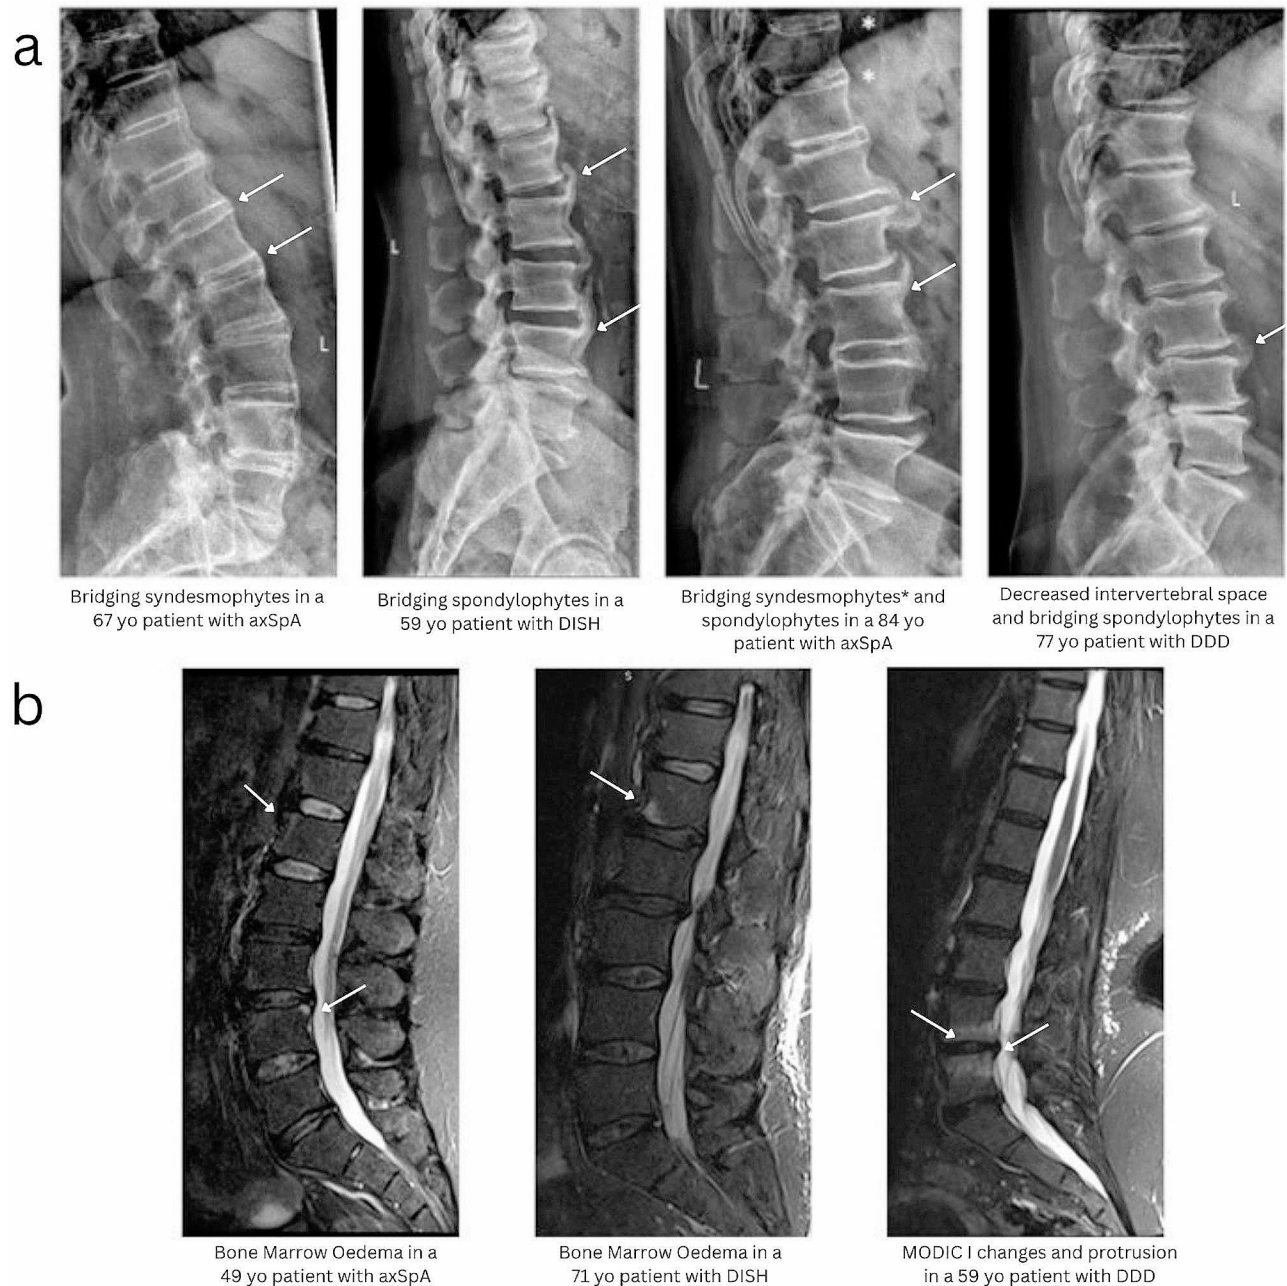 a
*
*
L
L
L
L
Bridging syndesmophytes in a
67 yo patient with axSpA
Bridging spondylophytes in a
59 yo patient with DISH
Bridging syndesmophytes* and
spondylophytes in a 84 yo
patient with axSpA
Decreased intervertebral space
and bridging spondylophytes in a
77 yo patient with DDD
b
S
Bone Marrow Oedema in a
49 yo patient with axSpA
Bone Marrow Oedema in a
71 yo patient with DISH
MODIC I changes and protrusion
in a 59 yo patient with DDD